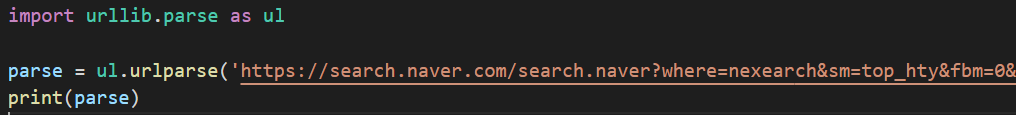 import urllib.parse as ul
parse = ul.urlparse('https://search.naver.com/search.naver?where=nexearch&sm=top_hty&fbm=0&
print(parse)